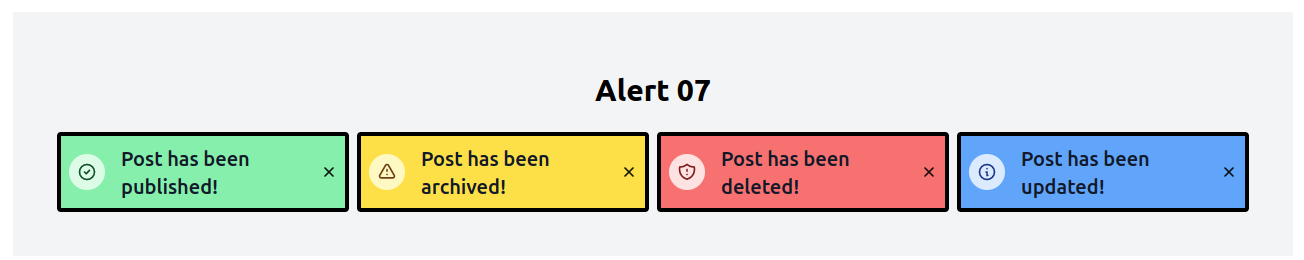 Alert 07
Post has been
published!
Post has been
archived!
Post has been
deleted!
Post has been
updated!